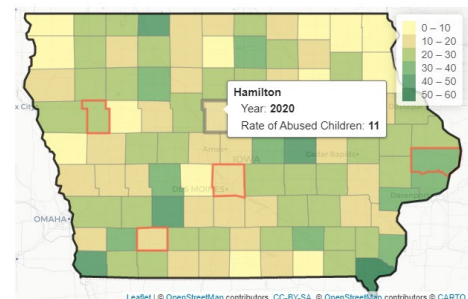 0 – 10
10 – 20
20 – 30
30 – 40
40 – 50
50 – 60
Hamilton
Year: 2020
Rate of Abused Children: 11
x City
Ames
IOWA
Cedar Rapids
DES MOINES
Davenport
OMAHA
Leaflet | © OpenStreetMap contributors, CC-BY-SA, © OpenStreetMap contributors © CARTO